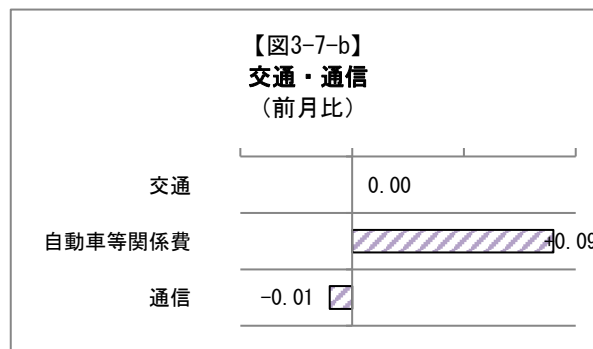 【図3-7-b】
交通・通信
（前月比）
交通
0.00
自動車等関係費
+0.09
通信
-0.01